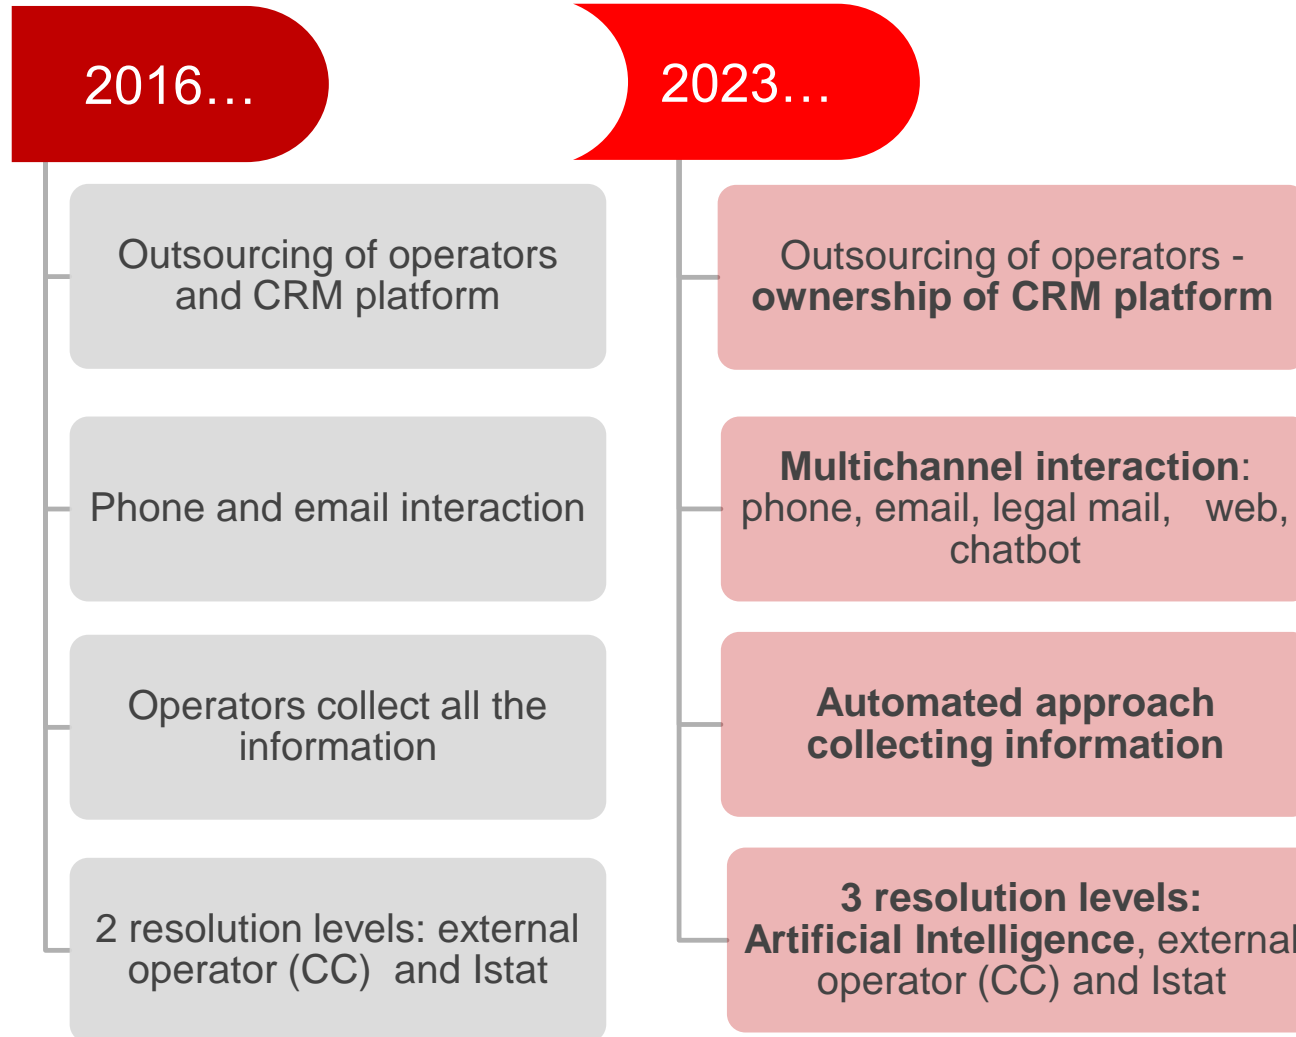 2016…
Outsourcing of operators
and CRM platform
Phone and email interaction
Operators collect all the
information
2 resolution levels: external
operator (CC)  and Istat
2023…
Outsourcing of operators -
ownership of CRM platform
Multichannel interaction:
phone, email, legal mail,   web,
chatbot
Automated approach
collecting information
3 resolution levels:
Artificial Intelligence, external
operator (CC) and Istat